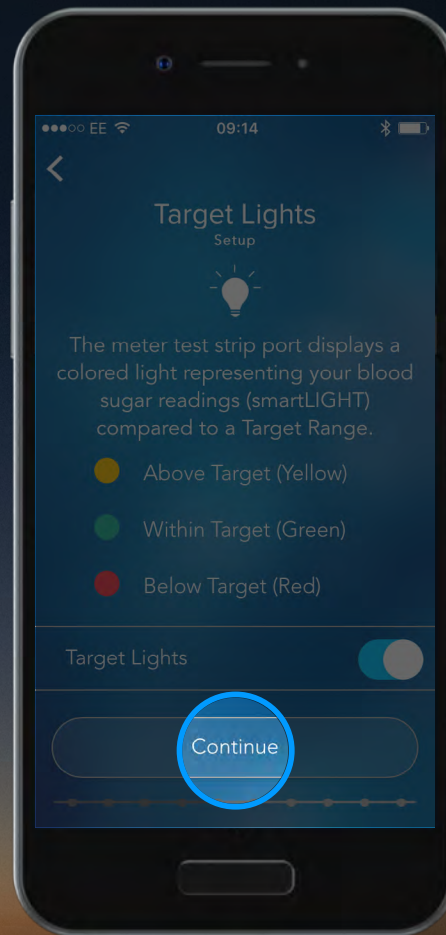 EE 09:14
Target Lights
Setup
The meter test strip port displays a
colored light representing your blood
sugar readings (smartLIGHT)
compared to a Target Range.
Above Target (Yellow)
Within Target (Green)
Below Target (Red)
Target Lights
Continue